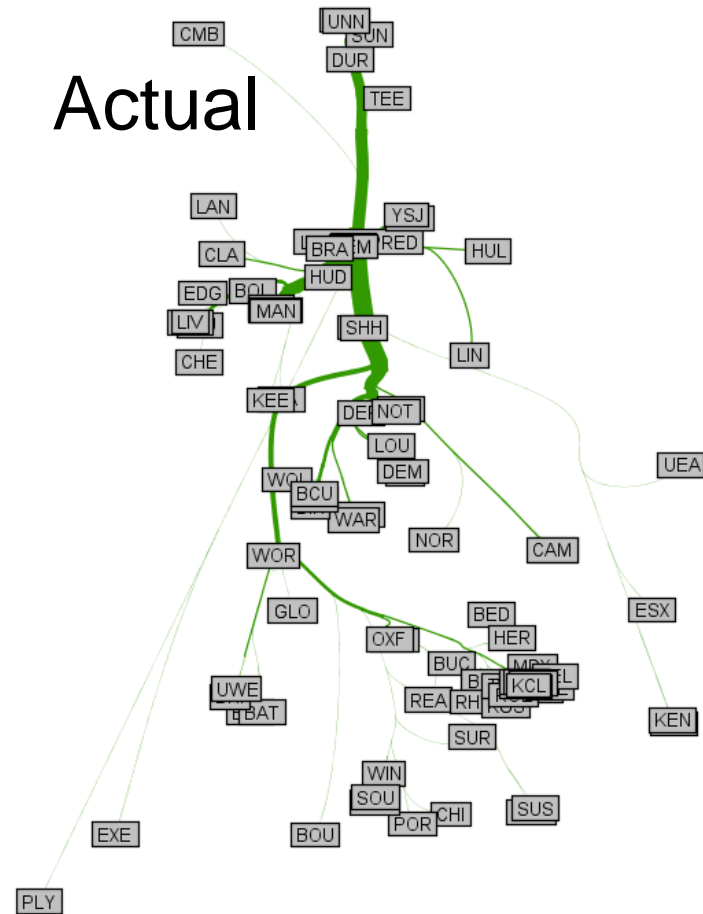 UNN
SUN
CMB
DUR
TEE
Actual
LAN
YSJ
BRA
RED
CLA
HUL
HUD
EDG
BOL
MAN
LIV
SHH
CHE
LIN
KEE
DEF
NOT
LOU
DEM
UEA
WOL
BCU
WAR
NOR
CAM
WOR
GLO
BED
ESX
OXF
HER
BUC
KCL
UWE
BAT
REA
RH
KEN
SUR
WIN
SOU
CHI
SUS
POR
EXE
BOU
PLY